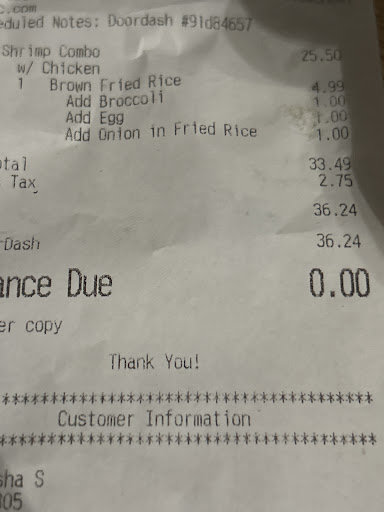 c.com
eduled Notes: Doordash #91d84657
Shrimp Combo 25.50
w/ Chicken
1 Brown Fried Rice 4.99
Add Broccoli 1.00
Add Egg 1.00
Add Onion in Fried Rice 1.00
otal 33.49
Tax 2.75
36.24
rDash 36.24
ance Due 0.00
er copy
Thank You!
****************************************
Customer Information
****************************************
sha S
805